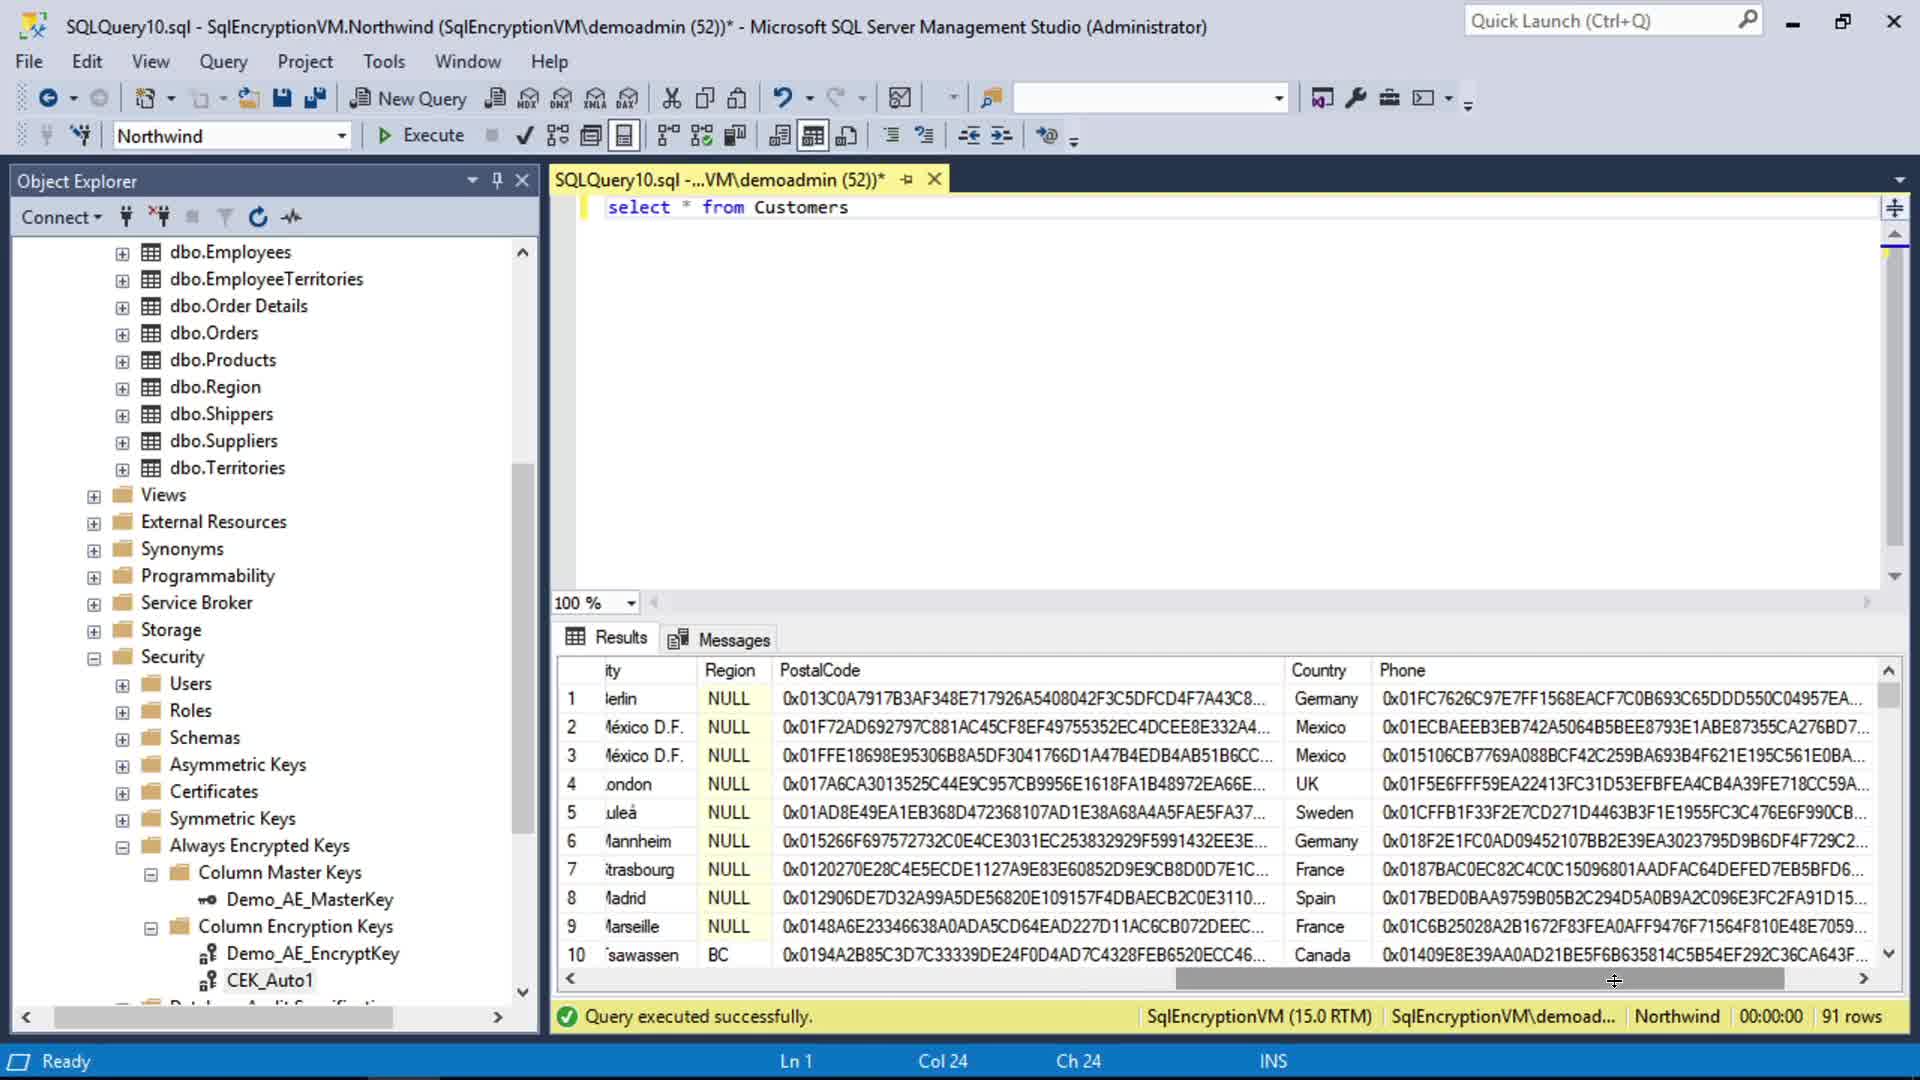 SQLQuery10.sql - SqlEncryptionVM.Northwind (SqlEncryptionVM\demoadmin (52))* - Microsoft SQL Server Management Studio (Administrator)
Quick Launch (Ctrl+Q)
File Edit View Query Project Tools Window Help
New Query MDX DMX XMLA DAX
Northwind Execute
Object Explorer
SQLQuery10.sql -...VM\demoadmin (52))*
Connect
select * from Customers
dbo.Employees
dbo.EmployeeTerritories
dbo.Order Details
dbo.Orders
dbo.Products
dbo.Region
dbo.Shippers
dbo.Suppliers
dbo.Territories
Views
External Resources
Synonyms
Programmability
Service Broker
Storage
Security
Users
Roles
Schemas
Asymmetric Keys
Certificates
Symmetric Keys
Always Encrypted Keys
Column Master Keys
Demo_AE_MasterKey
Column Encryption Keys
Demo_AE_EncryptKey
CEK_Auto1
100 %
Results Messages
ity Region PostalCode Country Phone
1 erlin NULL 0x013C0A7917B3AF348E717926A5408042F3C5DFCD4F7A43C8... Germany 0x01FC7626C97E7FF1568EACF7C0B693C65DDD550C04957EA...
2 México D.F. NULL 0x01F72AD692797C881AC45CF8EF49755352EC4DCEE8E332A4... Mexico 0x01ECBAEEB3EB742A5064B5BEE8793E1ABE87355CA276BD7...
3 México D.F. NULL 0x01FFE18698E95306B8A5DF3041766D1A47B4EDB4AB51B6CC... Mexico 0x015106CB7769A088BCF42C259BA693B4F621E195C561E0BA...
4 ondon NULL 0x017A6CA3013525C44E9C957CB9956E1618FA1B48972EA66E... UK 0x01F5E6FFF59EA22413FC31D53EFBFEA4CB4A39FE718CC59A...
5 uleå NULL 0x01AD8E49EA1EB368D472368107AD1E38A68A4A5FAE5FA37... Sweden 0x01CFFB1F33F2E7CD271D4463B3F1E1955FC3C476E6F990CB...
6 Mannheim NULL 0x015266F697572732C0E4CE3031EC253832929F5991432EE3E... Germany 0x018F2E1FC0AD09452107BB2E39EA3023795D9B6DF4F729C2...
7 Strasbourg NULL 0x0120270E28C4E5ECDE1127A9E83E60852D9E9CB8D0D7E1C... France 0x0187BAC0EC82C4C0C15096801AADFAC64DEFED7EB5BFD6...
8 Madrid NULL 0x012906DE7D32A99A5DE56820E109157F4DBAECB2C0E3110... Spain 0x017BED0BAA9759B05B2C294D5A0B9A2C096E3FC2FA91D15...
9 Marseille NULL 0x0148A6E23346638A0ADA5CD64EAD227D11AC6CB072DEEC... France 0x01C6B25028A2B1672F83FEA0AFF9476F71564F810E48E7059...
10 sawassen BC 0x0194A2B85C3D7C33339DE24F0D4AD7C4328FEB6520ECC46... Canada 0x01409E8E39AA0AD21BE5F6B635814C5B54EF292C36CA643F...
Query executed successfully. SqlEncryptionVM (15.0 RTM) SqlEncryptionVM\demoad... Northwind 00:00:00 91 rows
Ready Ln 1 Col 24 Ch 24 INS